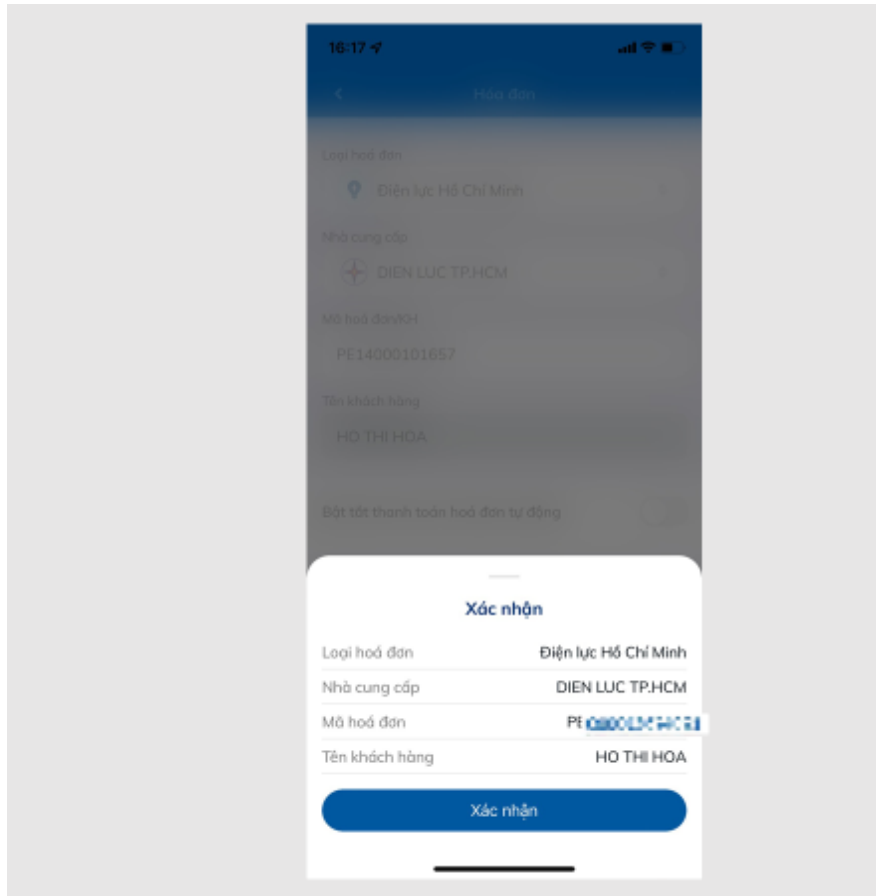 16:17
Hóa đơn
Loại hoá đơn
Điện lực Hồ Chí Minh
Nhà cung cấp
DIEN LUC TP.HCM
Mã hoá đơn/KH
PE14000101657
Tên khách hàng
HO THI HOA
Bật tắt thanh toán hoá đơn tự động
Xác nhận
Loại hoá đơn Điện lực Hồ Chí Minh
Nhà cung cấp DIEN LUC TP.HCM
Mã hoá đơn PE
Tên khách hàng HO THI HOA
Xác nhận